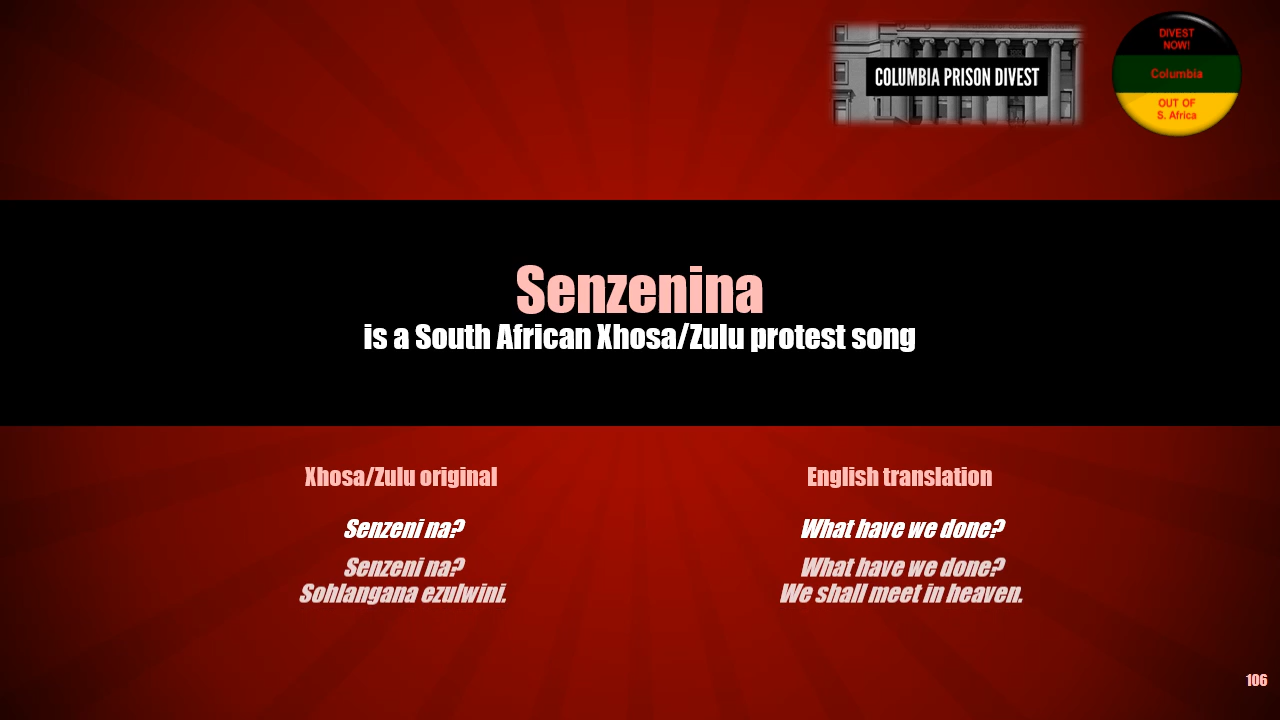 COLUMBIA PRISON DIVEST
DIVEST
NOW!
Columbia
OUT OF
S. Africa
Senzenina
is a South African Xhosa/Zulu protest song
Xhosa/Zulu original
Senzeni na?
Senzeni na?
Sohlangana ezulwini.
English translation
What have we done?
What have we done?
We shall meet in heaven.
106